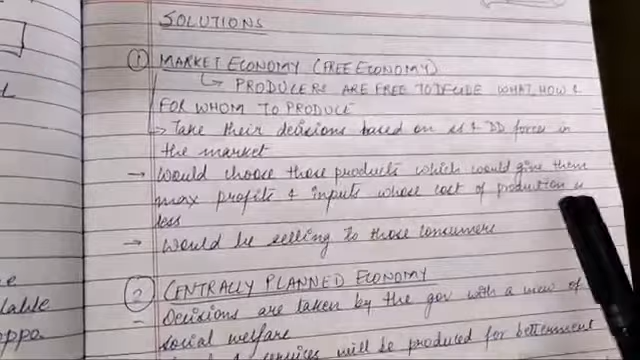 SOLUTIONS
① MARKET ECONOMY (FREE ECONOMY)
↳ PRODUCERS ARE FREE TO DECIDE WHAT, HOW &
FOR WHOM TO PRODUCE
→ Take their decisions based on SS & DD forces in
the market
→ Would choose those products which would give them
max profits & inputs whose cost of production is
less
→ Would be selling to those consumers
② CENTRALLY PLANNED ECONOMY
- Decisions are taken by the gov with a view of
social welfare
services will be produced for betterment